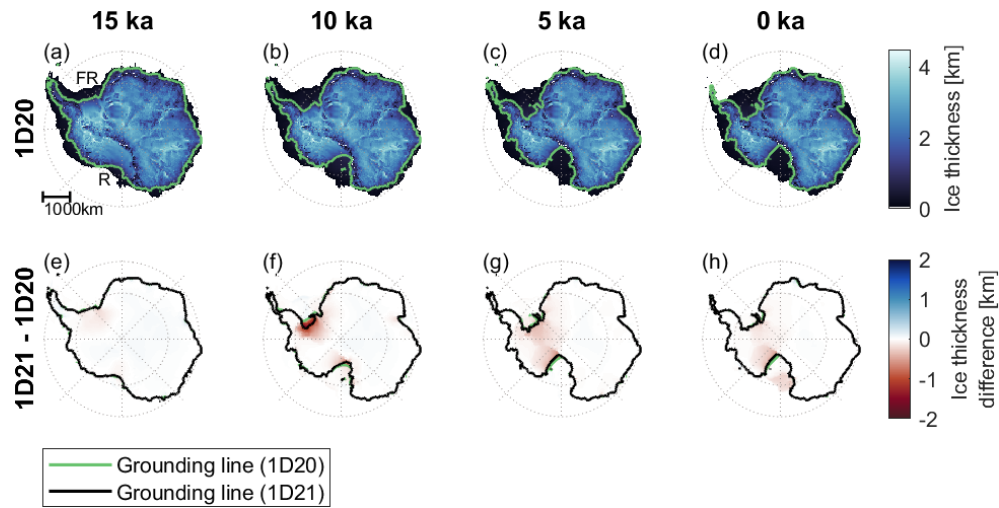 15 ka 10 ka 5 ka 0 ka
1D20
(a) (b) (c) (d)
FR
R
1000km
4
2
0
Ice thickness [km]
1D21 - 1D20
(e) (f) (g) (h)
2
1
0
-1
-2
Ice thickness
difference [km]
Grounding line (1D20)
Grounding line (1D21)